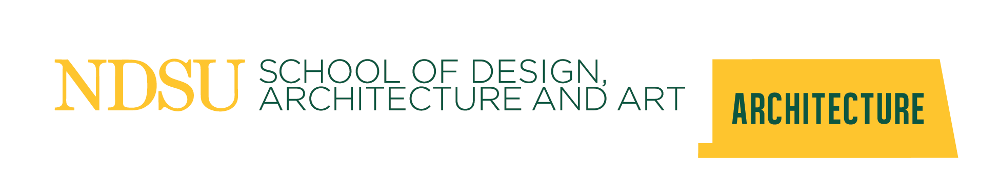 NDSU
SCHOOL OF DESIGN,
ARCHITECTURE AND ART
ARCHITECTURE